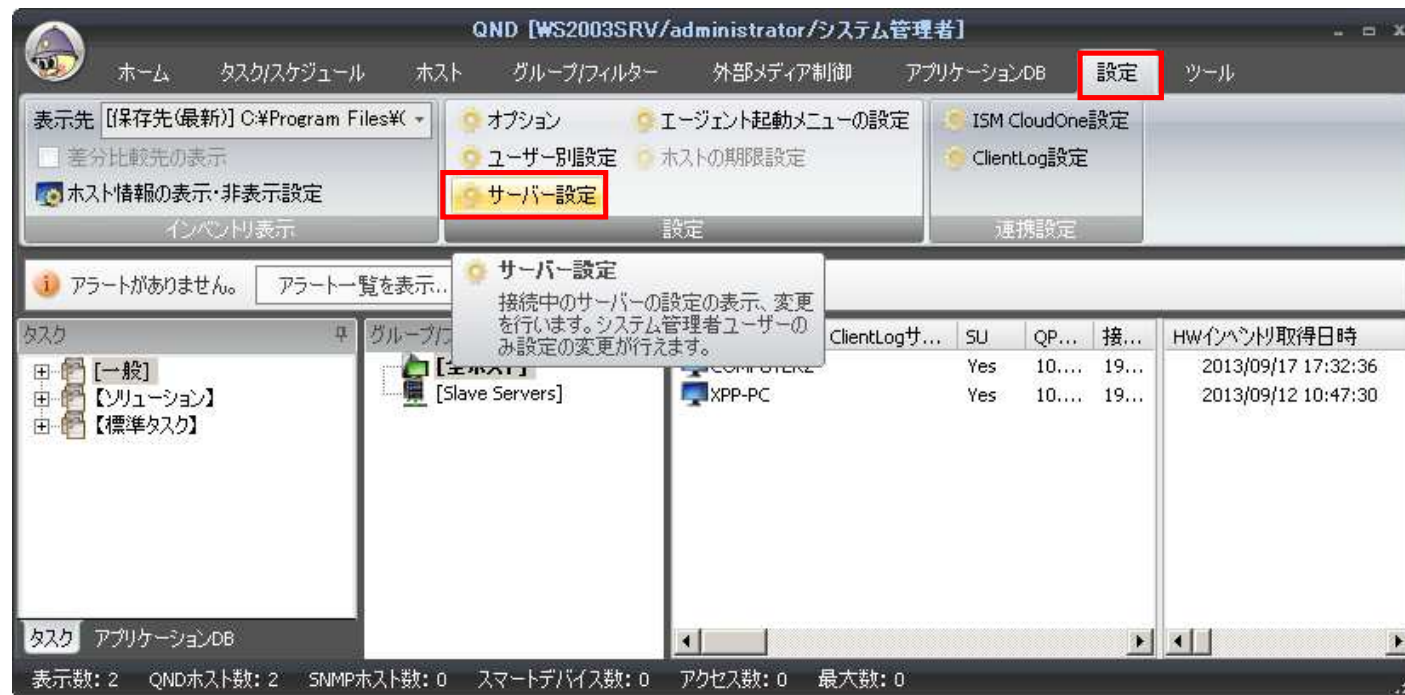 QND [WS2003SRV/administrator/システム管理者]
ホーム タスク/スケジュール ホスト グループ/フィルター 外部メディア制御 アプリケーションDB 設定 ツール
表示先 [(保存先(最新)] C:¥Program Files¥(
差分比較先の表示
ホスト情報の表示・非表示設定
インベントリ表示
オプション
エージェント起動メニューの設定
ユーザー別設定
ホストの期限設定
サーバー設定
設定
ISM CloudOne設定
ClientLog設定
連携設定
アラートがありません。 アラート一覧を表示...
サーバー設定
接続中のサーバーの設定の表示、変更
を行います。システム管理者ユーザーの
み設定の変更が行えます。
タスク
[一般]
【ソリューション】
【標準タスク】
タスク アプリケーションDB
[Slave Servers]
ClientLogサ... SU QP... 接... HWインベントリ取得日時
Yes 10.... 19... 2013/09/17 17:32:36
XPP-PC Yes 10.... 19... 2013/09/12 10:47:30
表示数: 2 QNDホスト数: 2 SNMPホスト数: 0 スマートデバイス数: 0 アクセス数: 0 最大数: 0